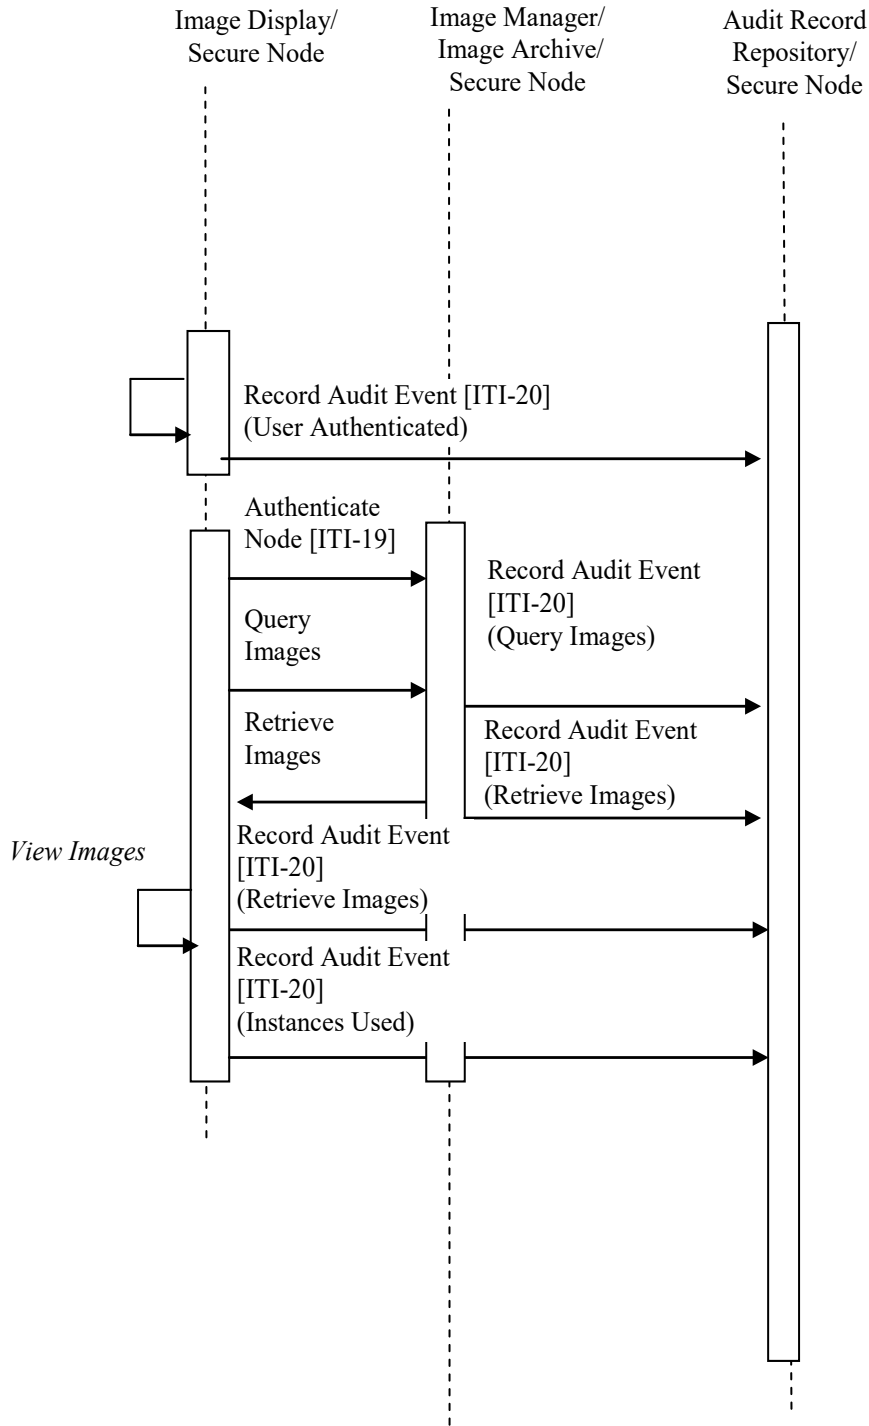 Image Display/
Secure Node
Image Manager/
Image Archive/
Secure Node
Audit Record
Repository/
Secure Node
Record Audit Event [ITI-20]
(User Authenticated)
Authenticate
Node [ITI-19]
Record Audit Event
[ITI-20]
(Query Images)
Query
Images
Retrieve
Images
Record Audit Event
[ITI-20]
(Retrieve Images)
View Images
Record Audit Event
[ITI-20]
(Retrieve Images)
Record Audit Event
[ITI-20]
(Instances Used)